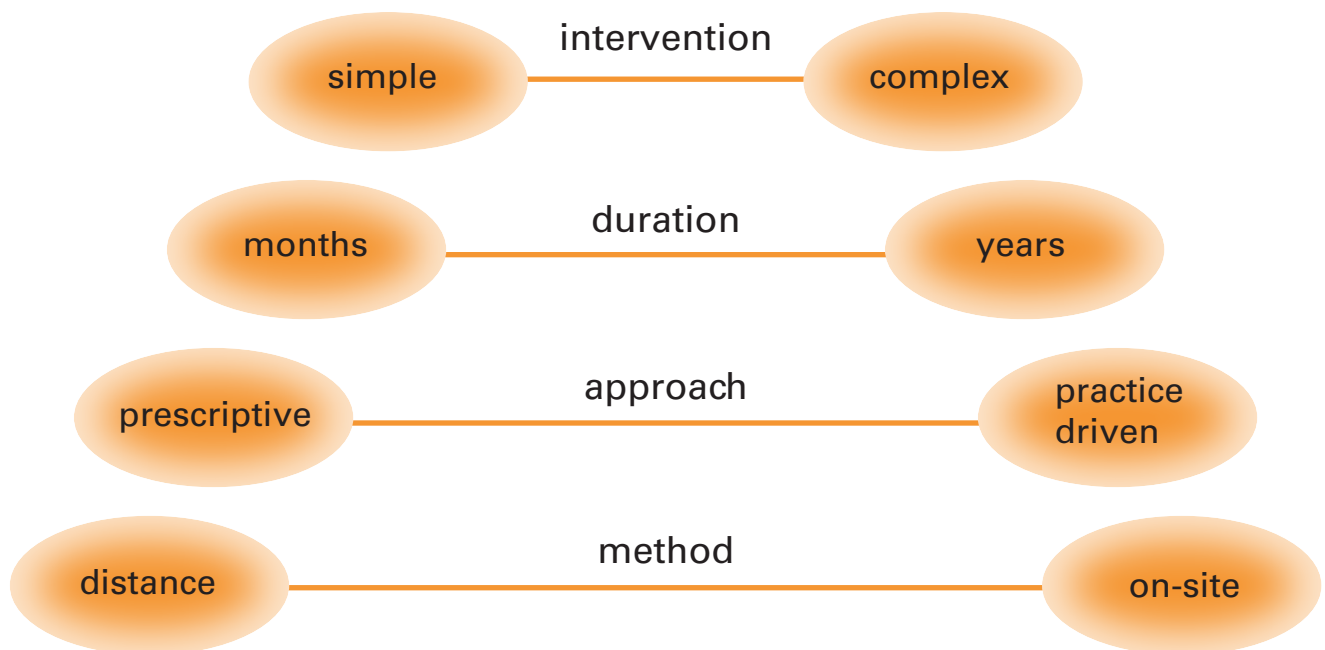 intervention
simple
complex
duration
months
years
approach
prescriptive
practice
driven
method
distance
on-site